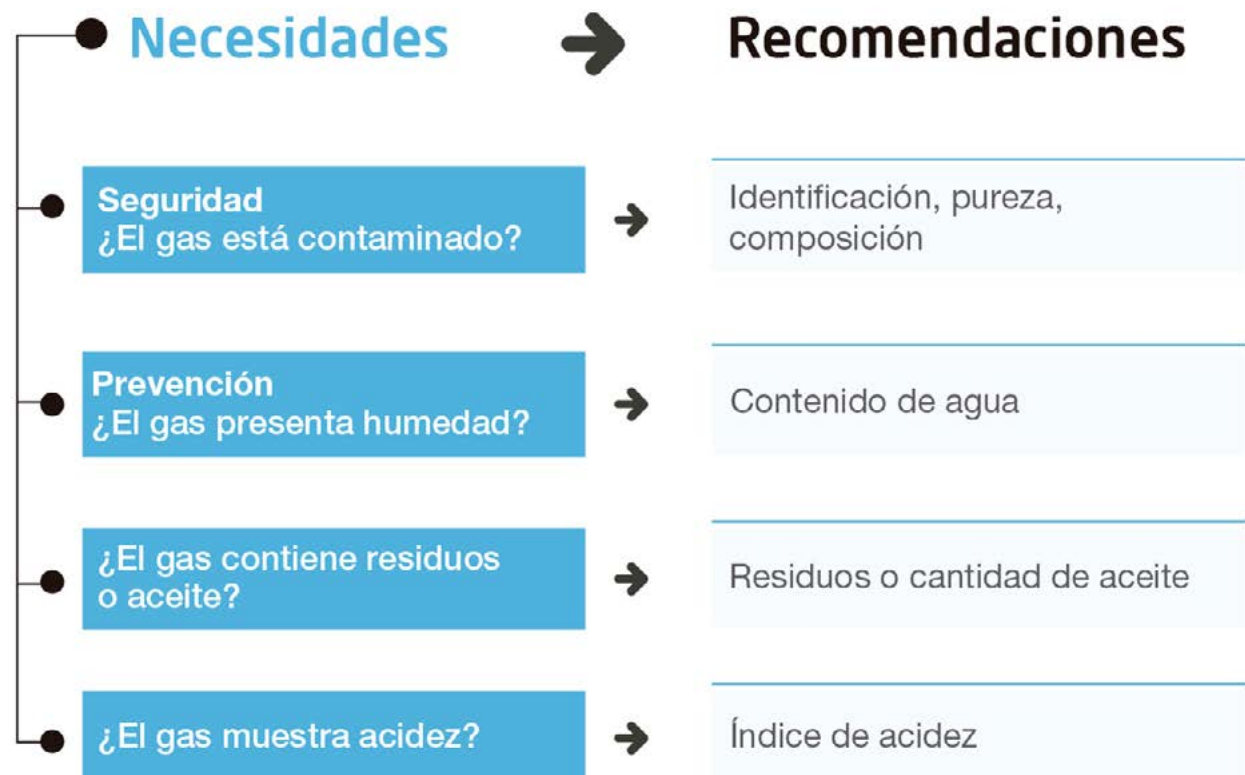 Necesidades
Recomendaciones
Seguridad
¿El gas está contaminado?
Identificación, pureza,
composición
Prevención
¿El gas presenta humedad?
Contenido de agua
¿El gas contiene residuos
o aceite?
Residuos o cantidad de aceite
¿El gas muestra acidez?
Índice de acidez